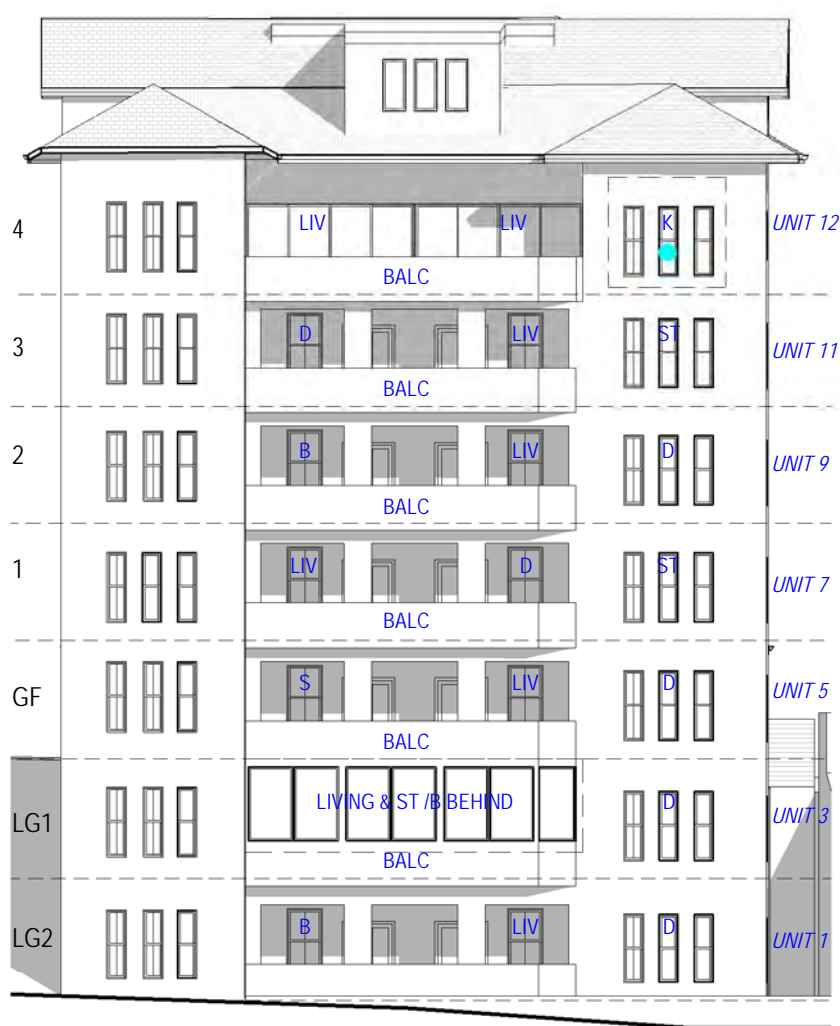 4 LIV LIV K UNIT 12
BALC
3 D LIV ST UNIT 11
BALC
2 B LIV D UNIT 9
BALC
1 LIV D ST UNIT 7
BALC
GF S LIV D UNIT 5
BALC
LG1 LIVING & ST /B BEHIND D UNIT 3
BALC
LG2 B LIV D UNIT 1